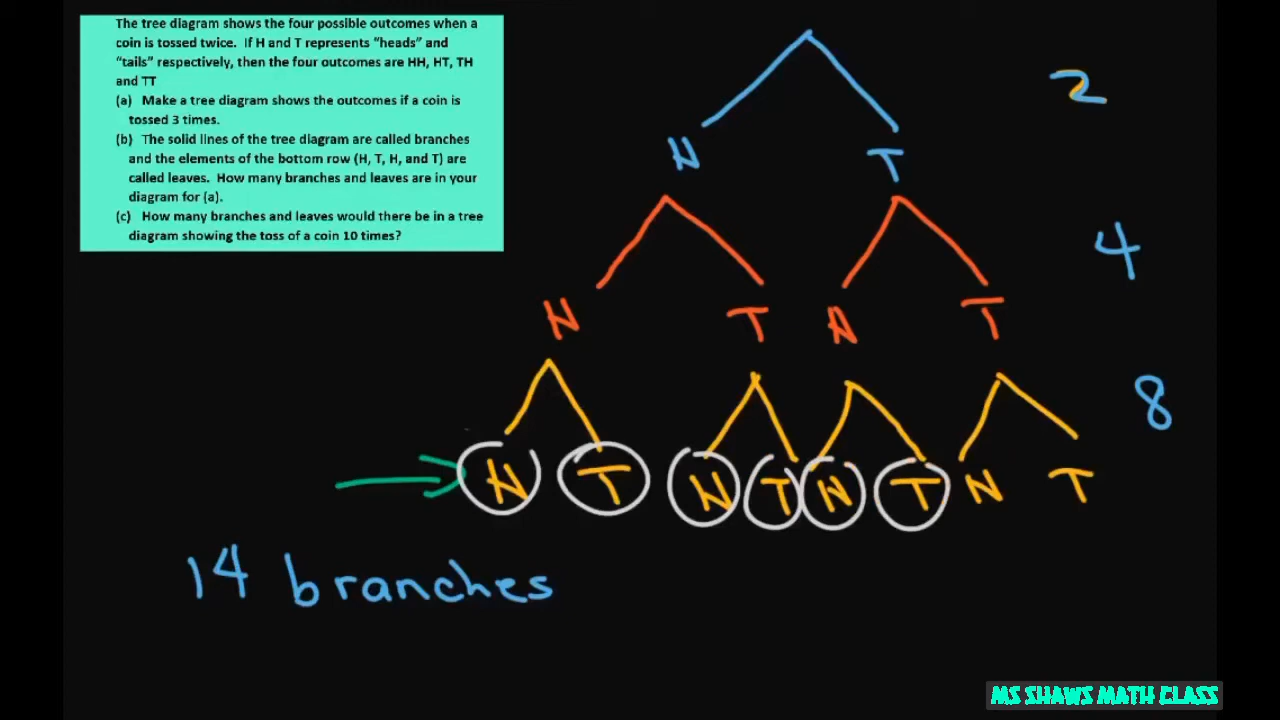 The tree diagram shows the four possible outcomes when a
coin is tossed twice. If H and T represents “heads” and
“tails” respectively, then the four outcomes are HH, HT, TH
and TT
(a) Make a tree diagram shows the outcomes if a coin is
tossed 3 times.
(b) The solid lines of the tree diagram are called branches
and the elements of the bottom row (H, T, H, and T) are
called leaves. How many branches and leaves are in your
diagram for (a).
(c) How many branches and leaves would there be in a tree
diagram showing the toss of a coin 10 times?
2
H T
4
H T H T
8
H T H T H T H T
14 branches
MS SHAWS MATH CLASS